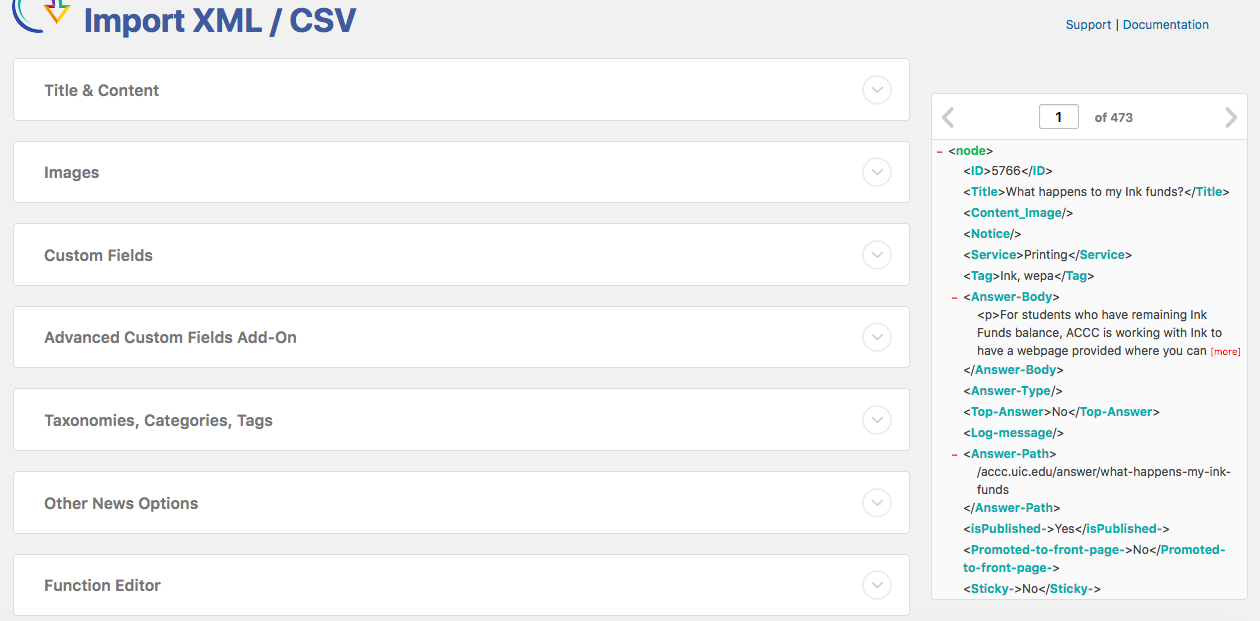 Import XML / CSV
Support | Documentation
Title & Content
Images
Custom Fields
Advanced Custom Fields Add-On
Taxonomies, Categories, Tags
Other News Options
Function Editor
1 of 473
– <node>
<ID>5766</ID>
<Title>What happens to my Ink funds?</Title>
<Content_Image/>
<Notice/>
<Service>Printing</Service>
<Tag>Ink, wepa</Tag>
– <Answer-Body>
<p>For students who have remaining Ink
Funds balance, ACCC is working with Ink to
have a webpage provided where you can [more]
</Answer-Body>
<Answer-Type/>
<Top-Answer>No</Top-Answer>
<Log-message/>
– <Answer-Path>
/accc.uic.edu/answer/what-happens-my-ink-
funds
</Answer-Path>
<isPublished->Yes</isPublished->
<Promoted-to-front-page->No</Promoted-
to-front-page->
<Sticky->No</Sticky->